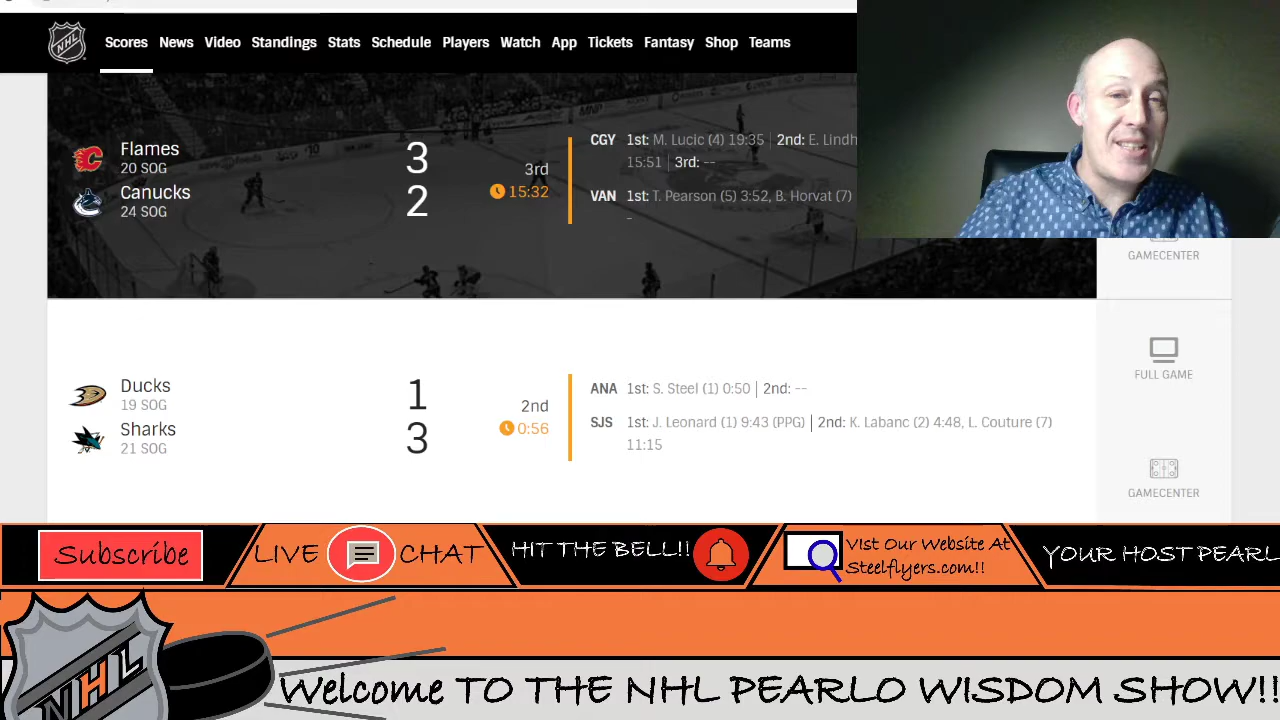 Scores News Video Standings Stats Schedule Players Watch App Tickets Fantasy Shop Teams
Flames
20 SOG
3
Canucks
24 SOG
2
3rd
15:32
CGY 1st: M. Lucic (4) 19:35 | 2nd: E. Lindh
15:51 | 3rd: --
VAN 1st: T. Pearson (5) 3:52, B. Horvat (7)
-
GAMECENTER
Ducks
19 SOG
1
Sharks
21 SOG
3
2nd
0:56
ANA 1st: S. Steel (1) 0:50 | 2nd: --
SJS 1st: J. Leonard (1) 9:43 (PPG) | 2nd: K. Labanc (2) 4:48, L. Couture (7)
11:15
FULL GAME
GAMECENTER
Subscribe
LIVE CHAT
HIT THE BELL!!
VIst Our Website At
Steelflyers.com!!
YOUR HOST PEARL
NHL
Welcome TO THE NHL PEARLO WISDOM SHOW!!